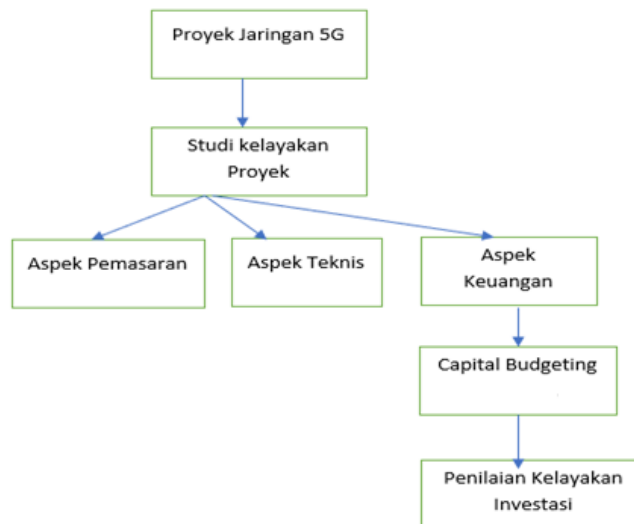 Proyek Jaringan 5G
Studi kelayakan
Proyek
Aspek Pemasaran
Aspek Teknis
Aspek
Keuangan
Capital Budgeting
Penilaian Kelayakan
Investasi